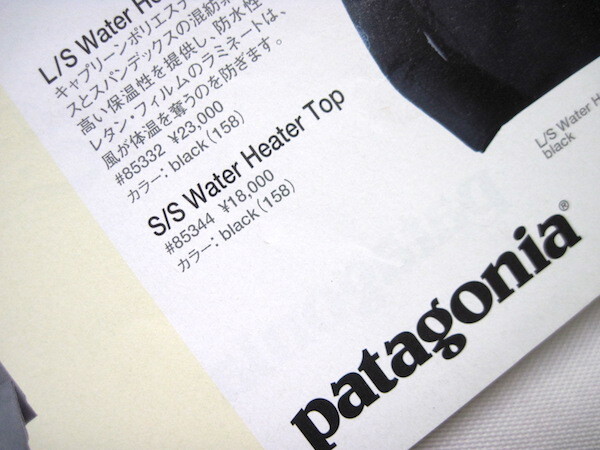 L/S Water
キャプリーンポリエステ
スとスパンデックスの混紡
高い保温性を提供し、防水性
レタン・フィルムのラミネートは、
風が体温を奪うのを防ぎます。
#85332 ¥23,000
カラー：black (158)
S/S Water Heater Top
#85344 ¥18,000
カラー：black (158)
L/S Water Heater
black
patagonia®